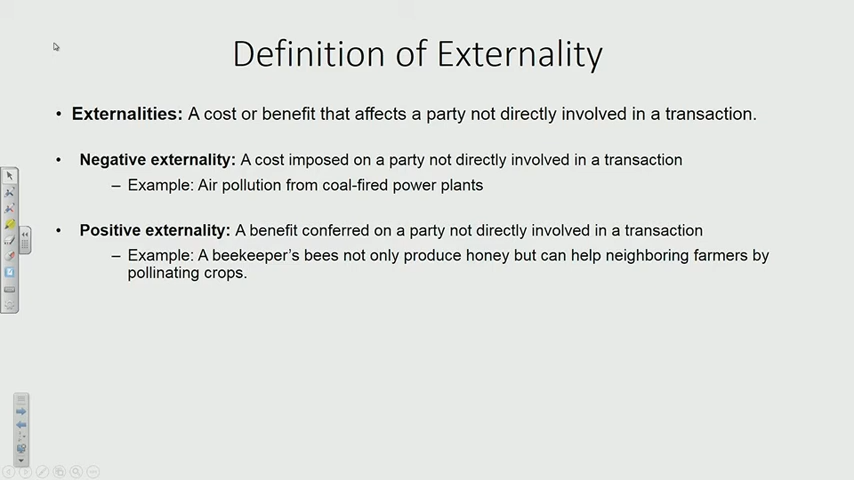 Definition of Externality
• Externalities: A cost or benefit that affects a party not directly involved in a transaction.
• Negative externality: A cost imposed on a party not directly involved in a transaction
– Example: Air pollution from coal-fired power plants
• Positive externality: A benefit conferred on a party not directly involved in a transaction
– Example: A beekeeper’s bees not only produce honey but can help neighboring farmers by
pollinating crops.